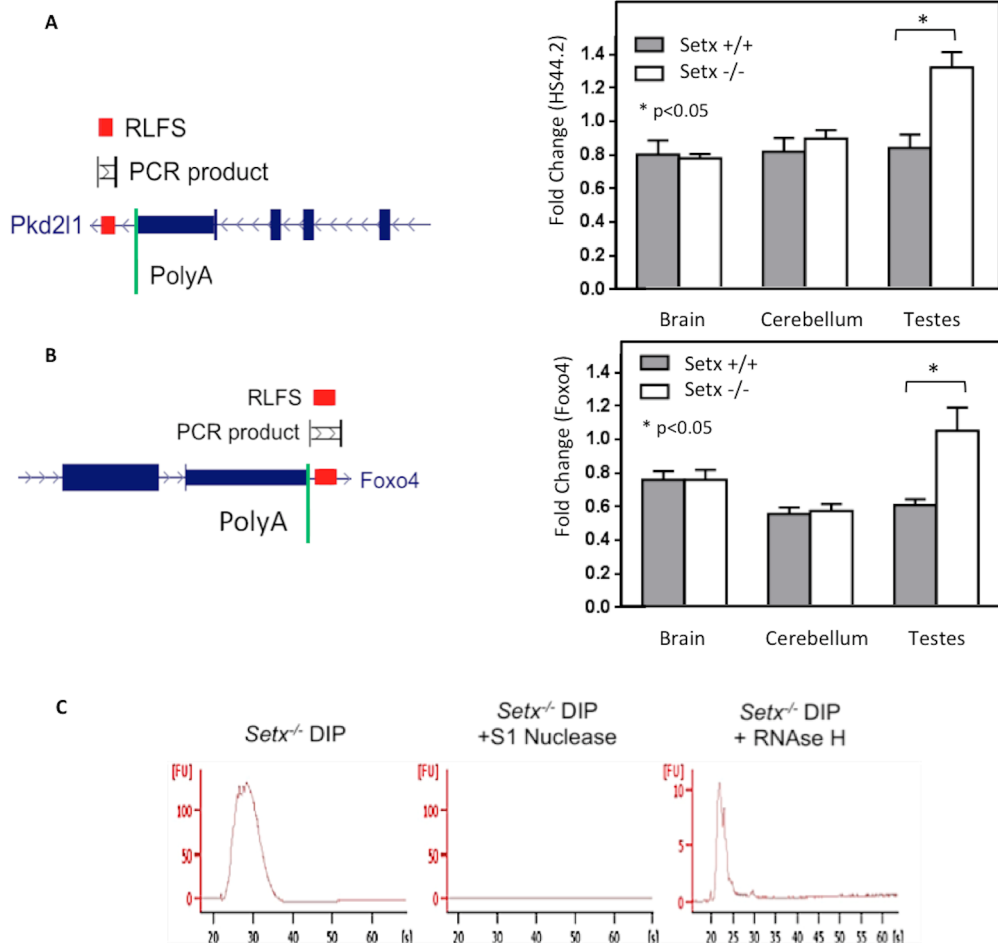 A
RLFS
PCR product
Pkd2l1
PolyA
Fold Change (HS44.2)
1.4
1.2
1.0
0.8
0.6
0.4
0.2
0.0
Setx +/+
Setx -/-
* p<0.05
*
Brain Cerebellum Testes
B
RLFS
PCR product
Foxo4
PolyA
Fold Change (Foxo4)
1.4
1.2
1.0
0.8
0.6
0.4
0.2
0.0
Setx +/+
Setx -/-
* p<0.05
*
Brain Cerebellum Testes
C
Setx-/- DIP
[FU]
100
50
0
20 30 40 50 60 [s]
Setx-/- DIP
+S1 Nuclease
[FU]
100
50
0
20 30 40 50 60 [s]
Setx-/- DIP
+ RNAse H
[FU]
10
5
0
20 25 30 35 40 45 50 55 60 [s]